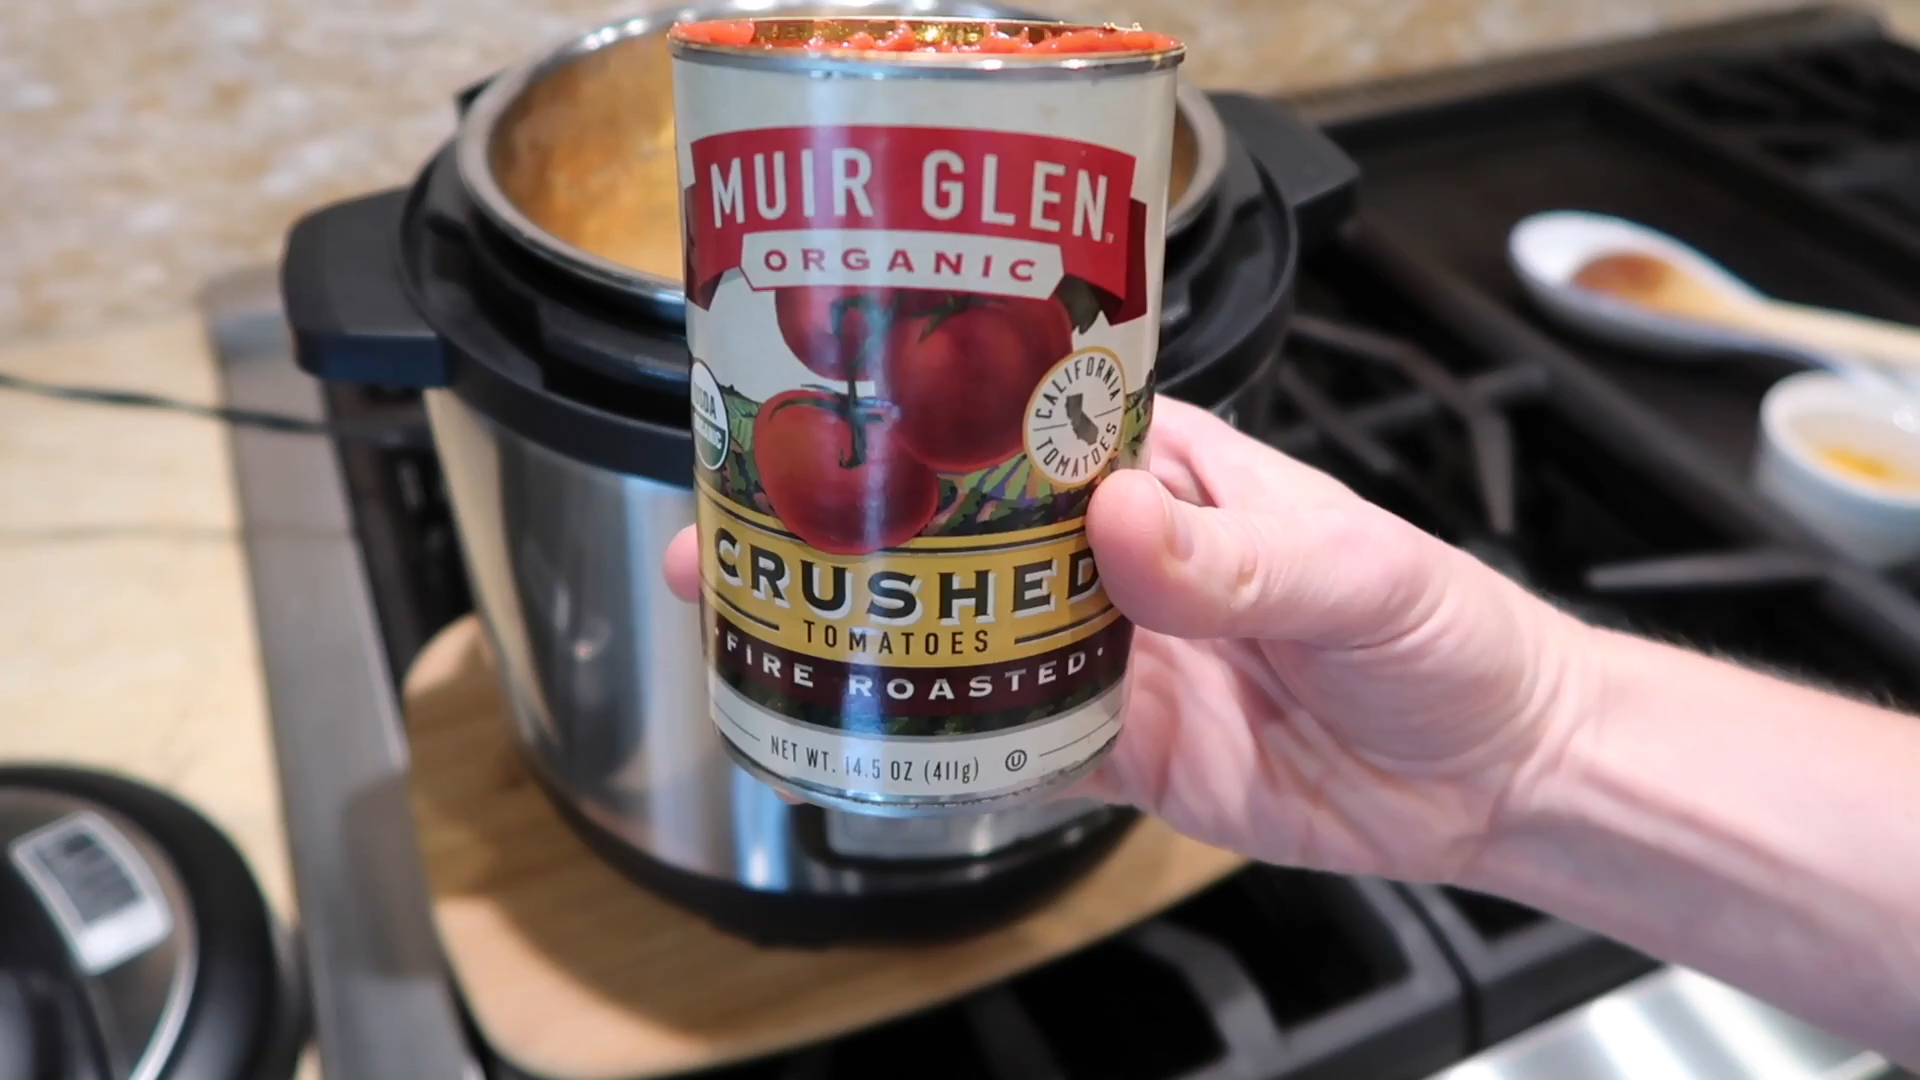 MUIR GLEN
ORGANIC
USDA
ORGANIC
CALIFORNIA
TOMATOES
CRUSHED
TOMATOES
• FIRE ROASTED •
NET WT. 14.5 OZ (411g) U